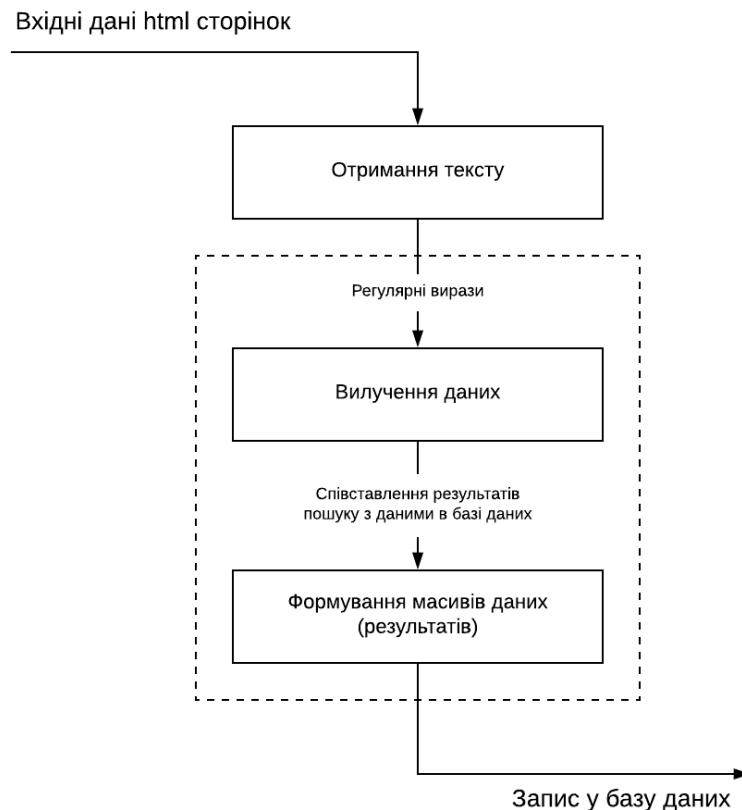 Вхідні дані html сторінок
Отримання тексту
Регулярні вирази
Вилучення даних
Співставлення результатів
пошуку з даними в базі даних
Формування масивів даних
(результатів)
Запис у базу даних